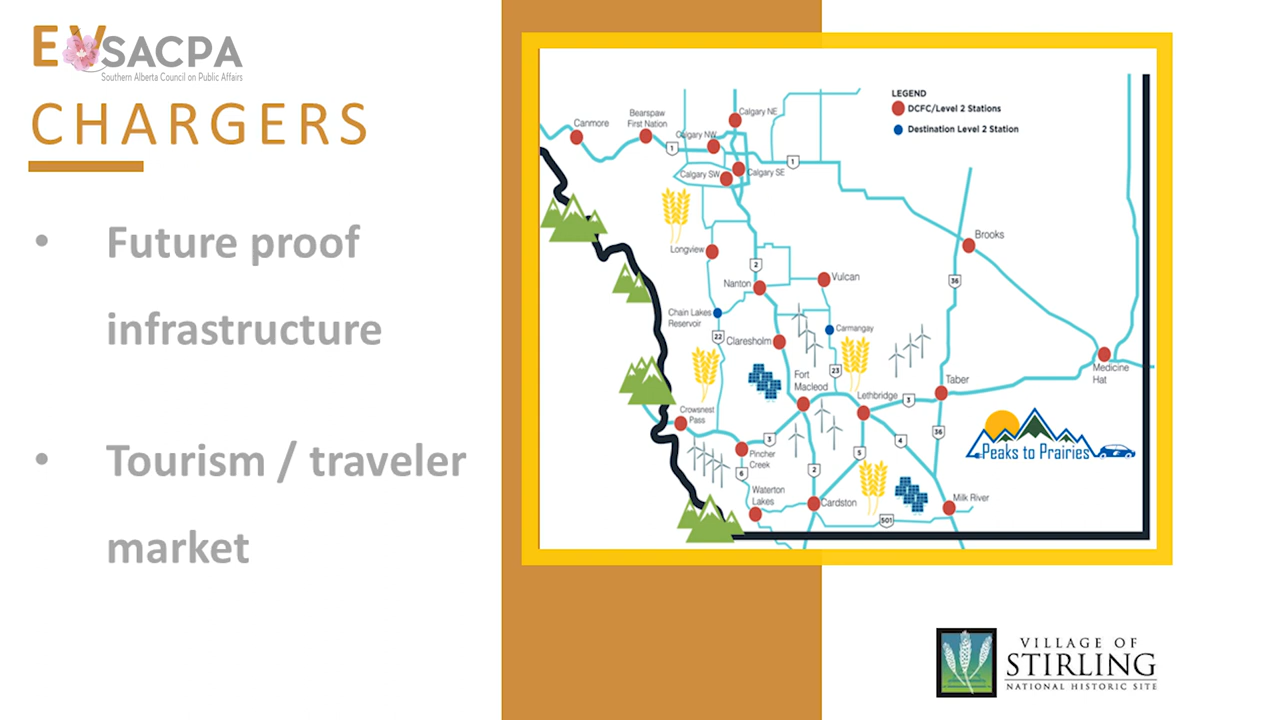 EV
SACPA
Southern Alberta Council on Public Affairs
CHARGERS
• Future proof
infrastructure
• Tourism / traveler
market
LEGEND
DCFC/Level 2 Stations
Destination Level 2 Station
Canmore
Bearspaw
First Nation
Calgary NE
Calgary NW
1
1
Calgary SW
Calgary SE
Brooks
Longview
2
Nanton
Vulcan
36
Chain Lakes
Reservoir
22
Carmangay
Claresholm
23
Fort
Macleod
Medicine
Hat
Taber
Lethbridge
3
Crowsnest
Pass
36
3
4
5
Peaks to Prairies
Pincher
Creek
6
2
Waterton
Lakes
Cardston
Milk River
501
VILLAGE OF
STIRLING
NATIONAL HISTORIC SITE